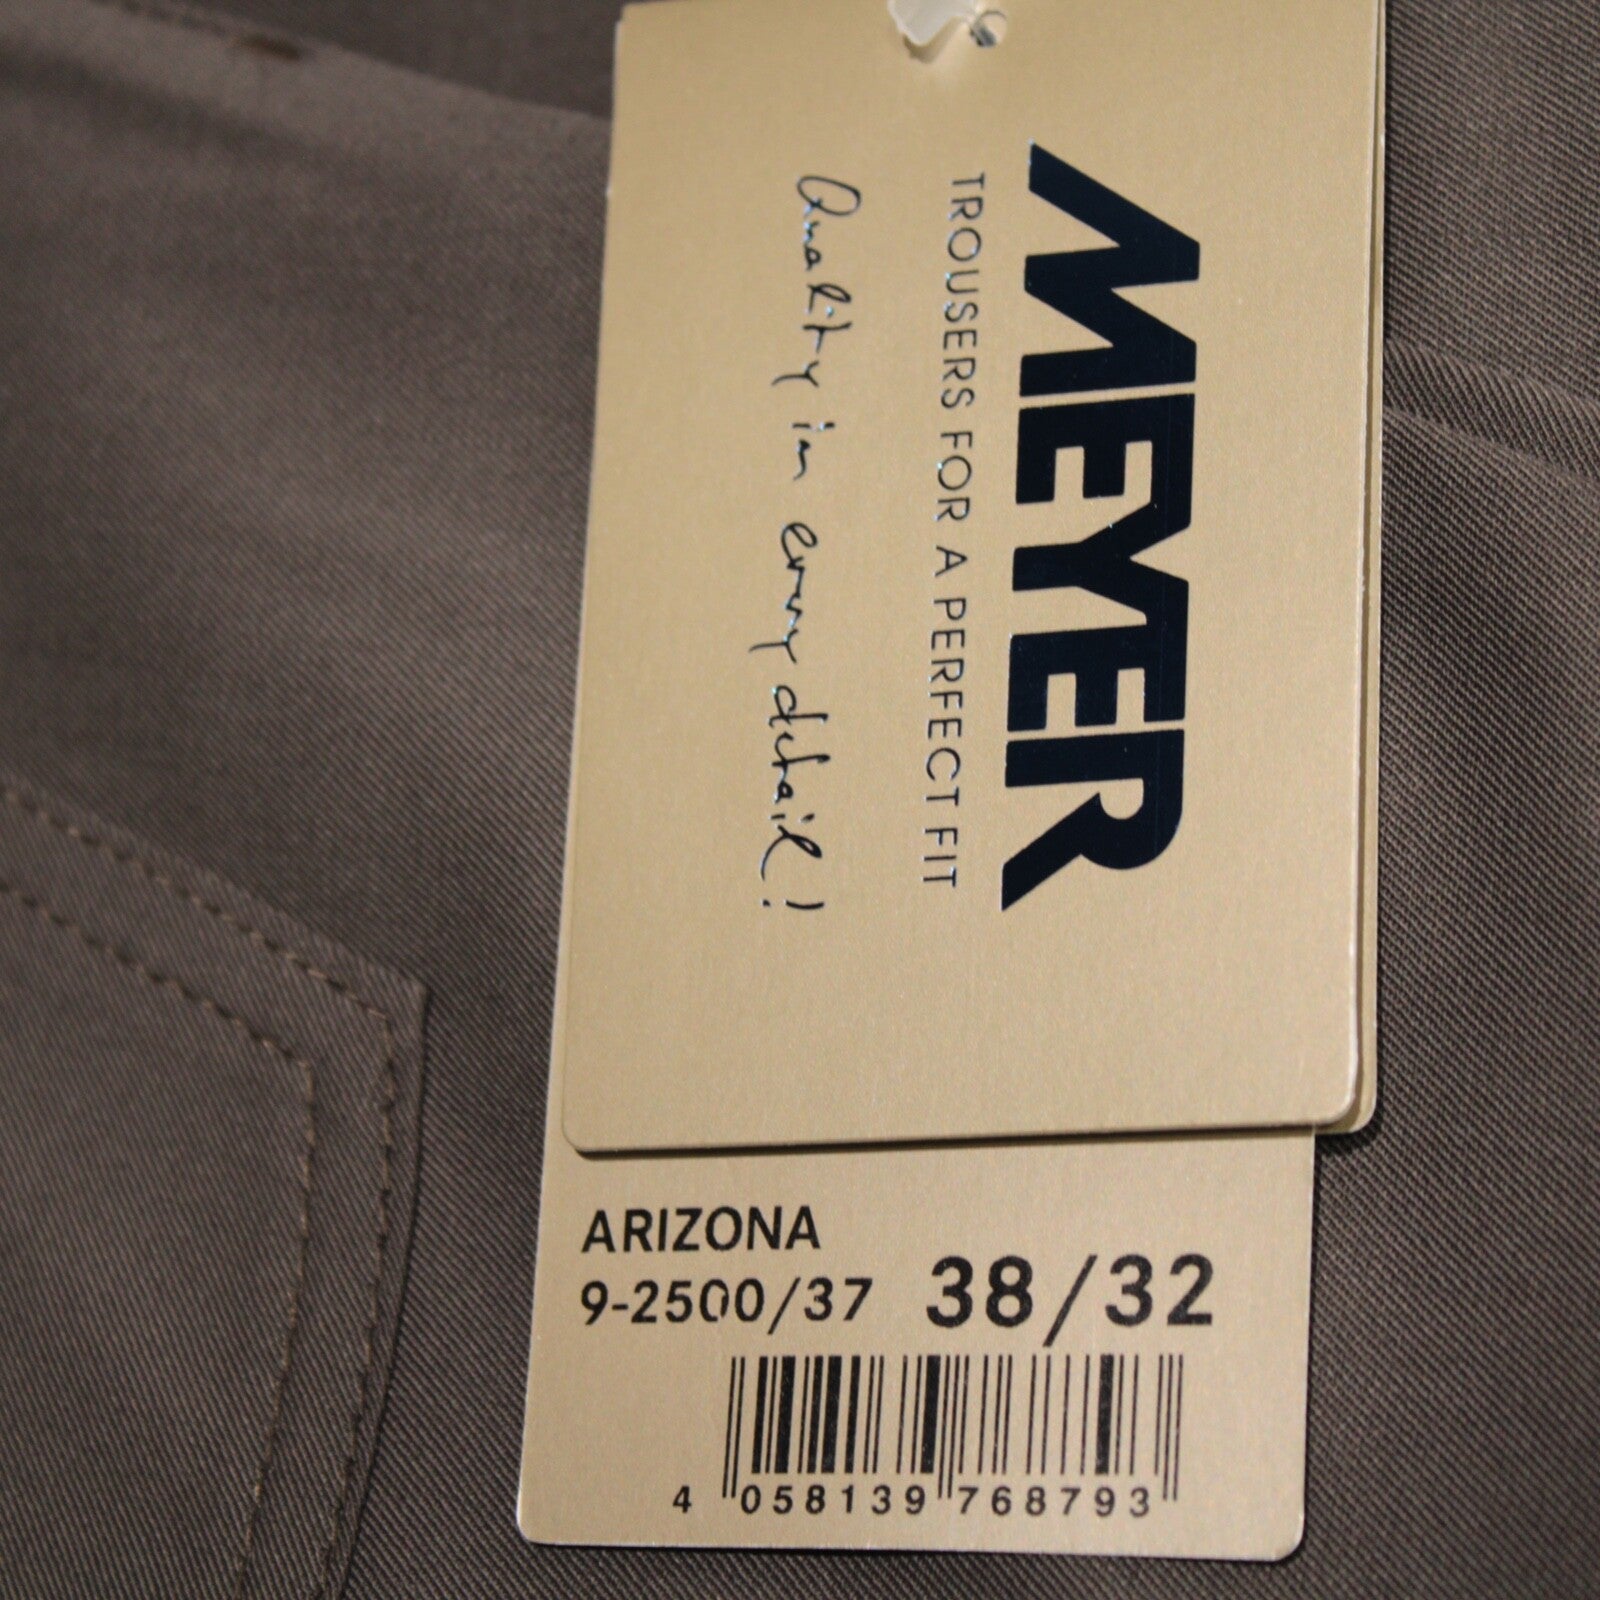 MEYER
TROUSERS FOR A PERFECT FIT
Quality in every detail!
ARIZONA
9-2500/37 38/32
4 058139 768793